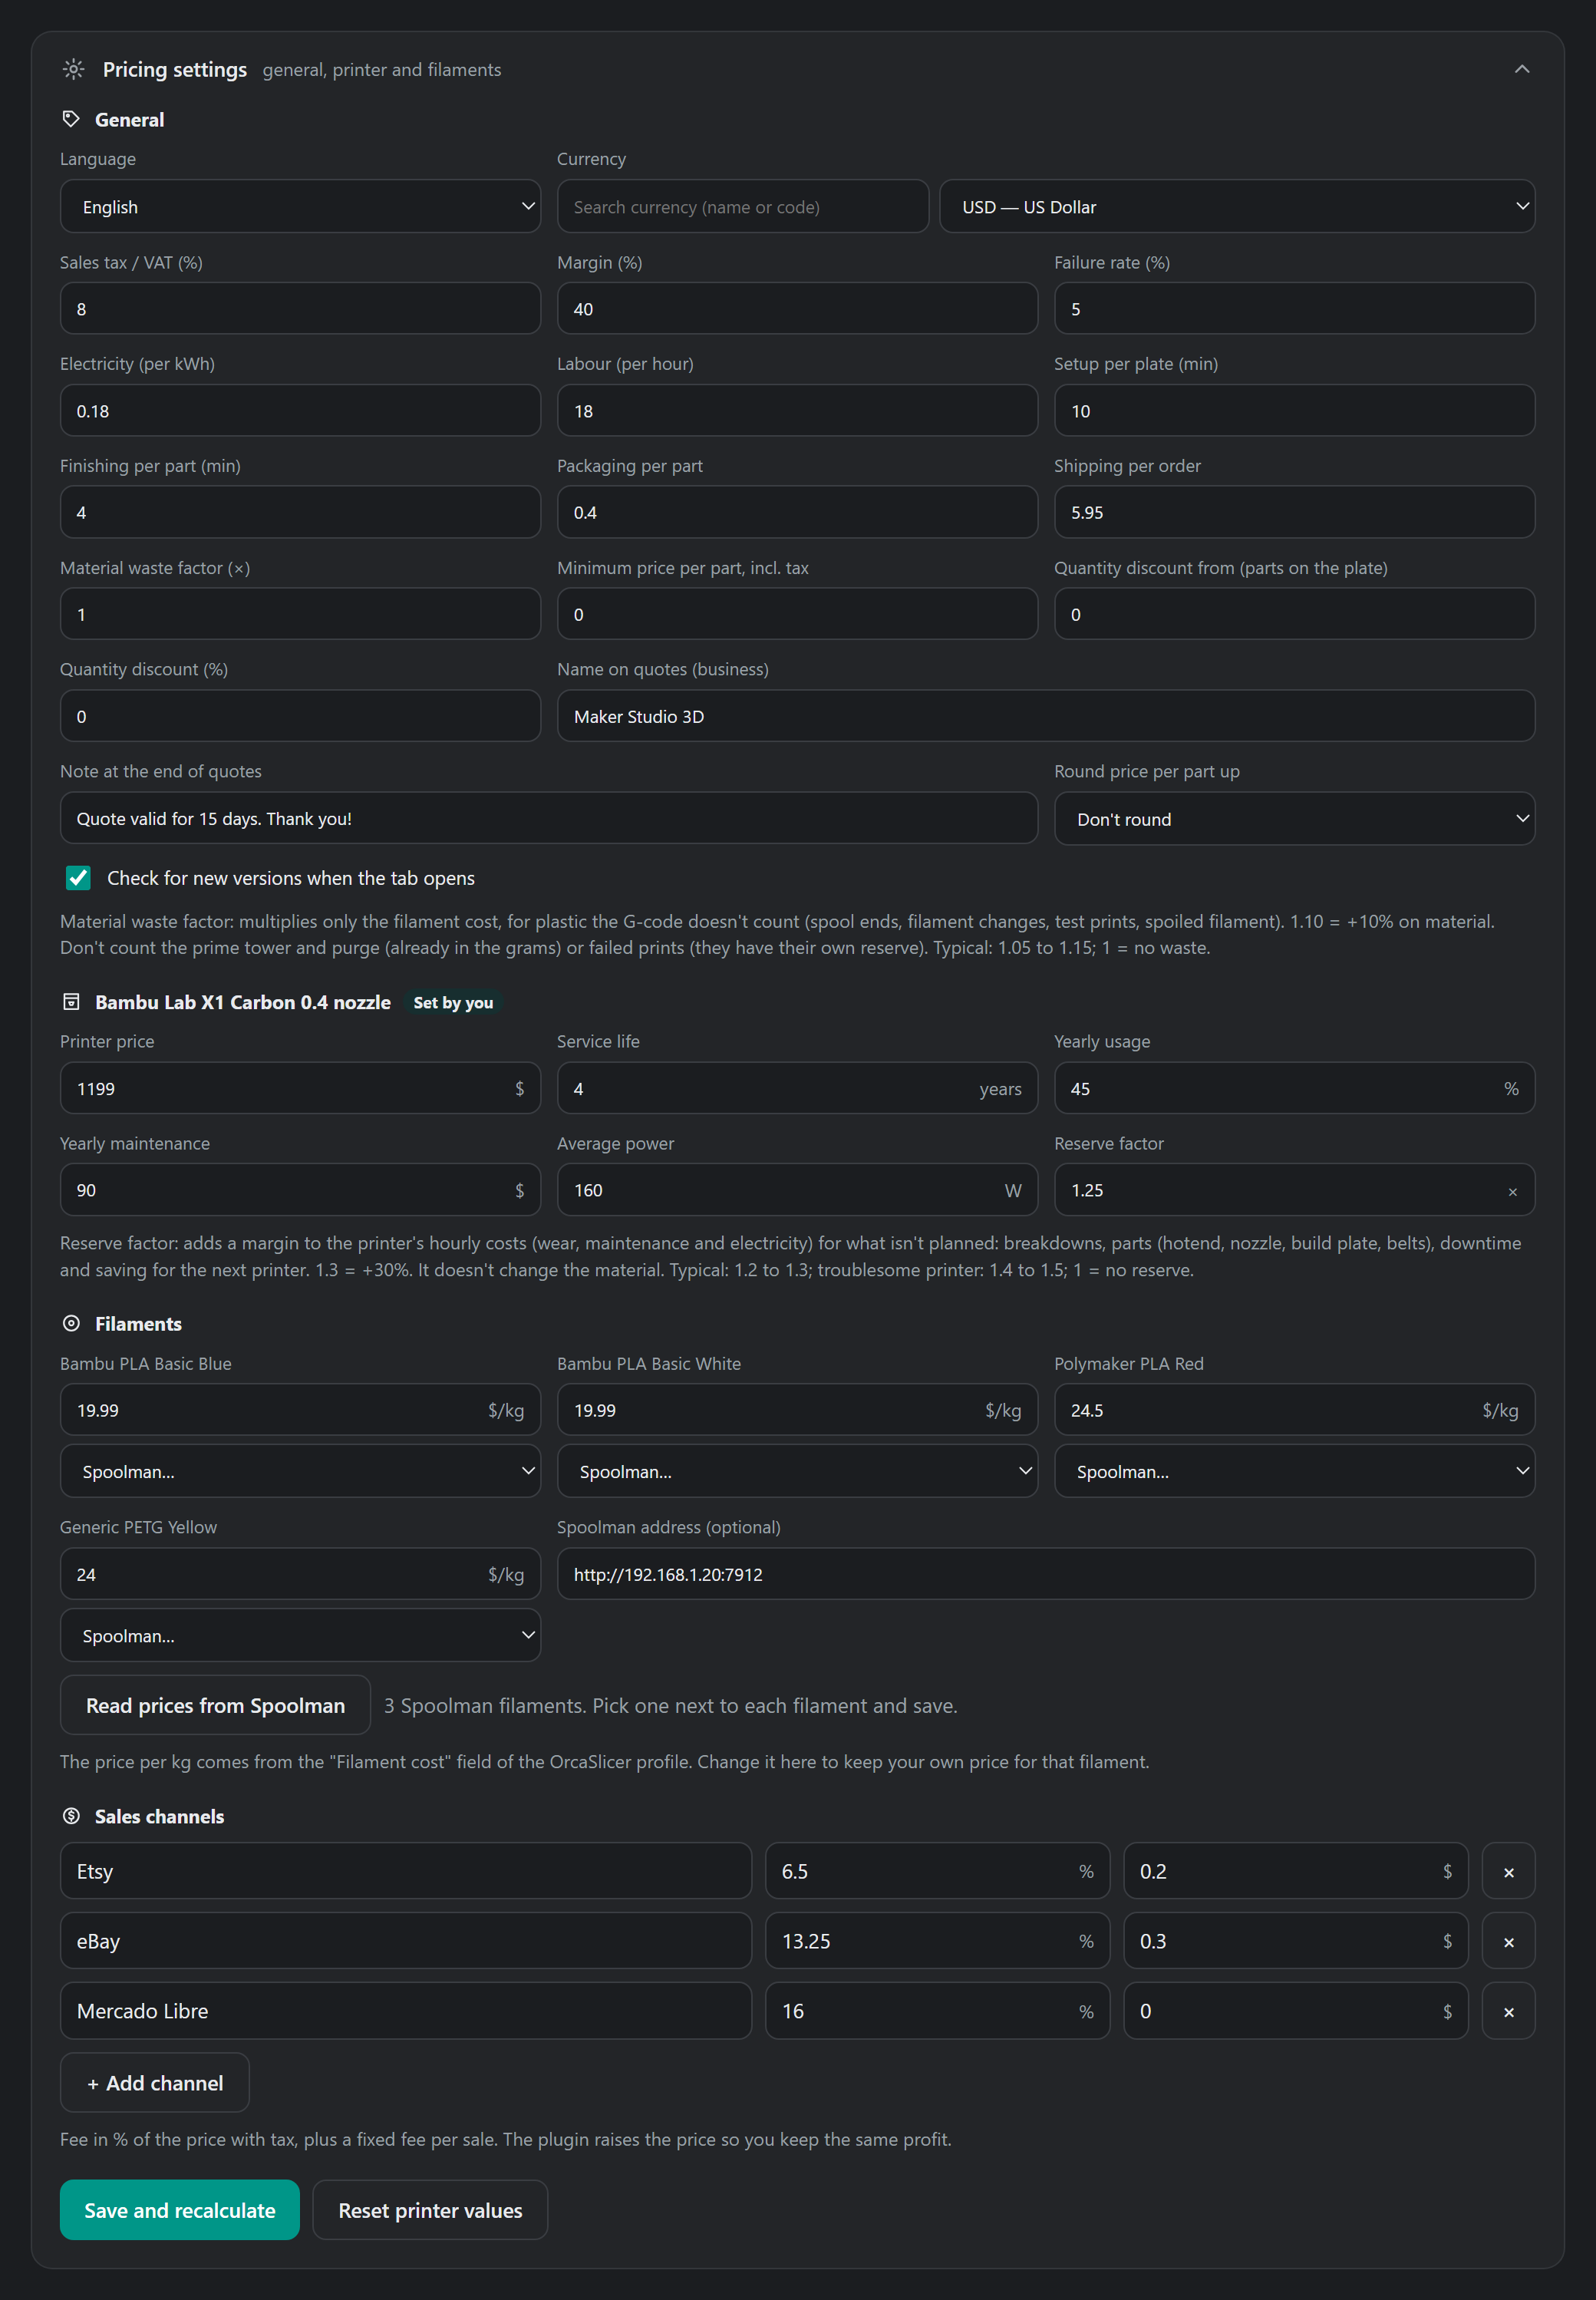 Pricing settings general, printer and filaments
General
Language Currency
English Search currency (name or code) USD — US Dollar
Sales tax / VAT (%) Margin (%) Failure rate (%)
8 40 5
Electricity (per kWh) Labour (per hour) Setup per plate (min)
0.18 18 10
Finishing per part (min) Packaging per part Shipping per order
4 0.4 5.95
Material waste factor (×) Minimum price per part, incl. tax Quantity discount from (parts on the plate)
1 0 0
Quantity discount (%) Name on quotes (business)
0 Maker Studio 3D
Note at the end of quotes Round price per part up
Quote valid for 15 days. Thank you! Don't round
Check for new versions when the tab opens
Material waste factor: multiplies only the filament cost, for plastic the G-code doesn't count (spool ends, filament changes, test prints, spoiled filament). 1.10 = +10% on material.
Don't count the prime tower and purge (already in the grams) or failed prints (they have their own reserve). Typical: 1.05 to 1.15; 1 = no waste.
Bambu Lab X1 Carbon 0.4 nozzle Set by you
Printer price Service life Yearly usage
1199 $ 4 years 45 %
Yearly maintenance Average power Reserve factor
90 $ 160 W 1.25 ×
Reserve factor: adds a margin to the printer's hourly costs (wear, maintenance and electricity) for what isn't planned: breakdowns, parts (hotend, nozzle, build plate, belts), downtime
and saving for the next printer. 1.3 = +30%. It doesn't change the material. Typical: 1.2 to 1.3; troublesome printer: 1.4 to 1.5; 1 = no reserve.
Filaments
Bambu PLA Basic Blue Bambu PLA Basic White Polymaker PLA Red
19.99 $/kg 19.99 $/kg 24.5 $/kg
Spoolman... Spoolman... Spoolman...
Generic PETG Yellow Spoolman address (optional)
24 $/kg http://192.168.1.20:7912
Spoolman...
Read prices from Spoolman 3 Spoolman filaments. Pick one next to each filament and save.
The price per kg comes from the "Filament cost" field of the OrcaSlicer profile. Change it here to keep your own price for that filament.
Sales channels
Etsy 6.5 % 0.2 $ ×
eBay 13.25 % 0.3 $ ×
Mercado Libre 16 % 0 $ ×
+ Add channel
Fee in % of the price with tax, plus a fixed fee per sale. The plugin raises the price so you keep the same profit.
Save and recalculate Reset printer values